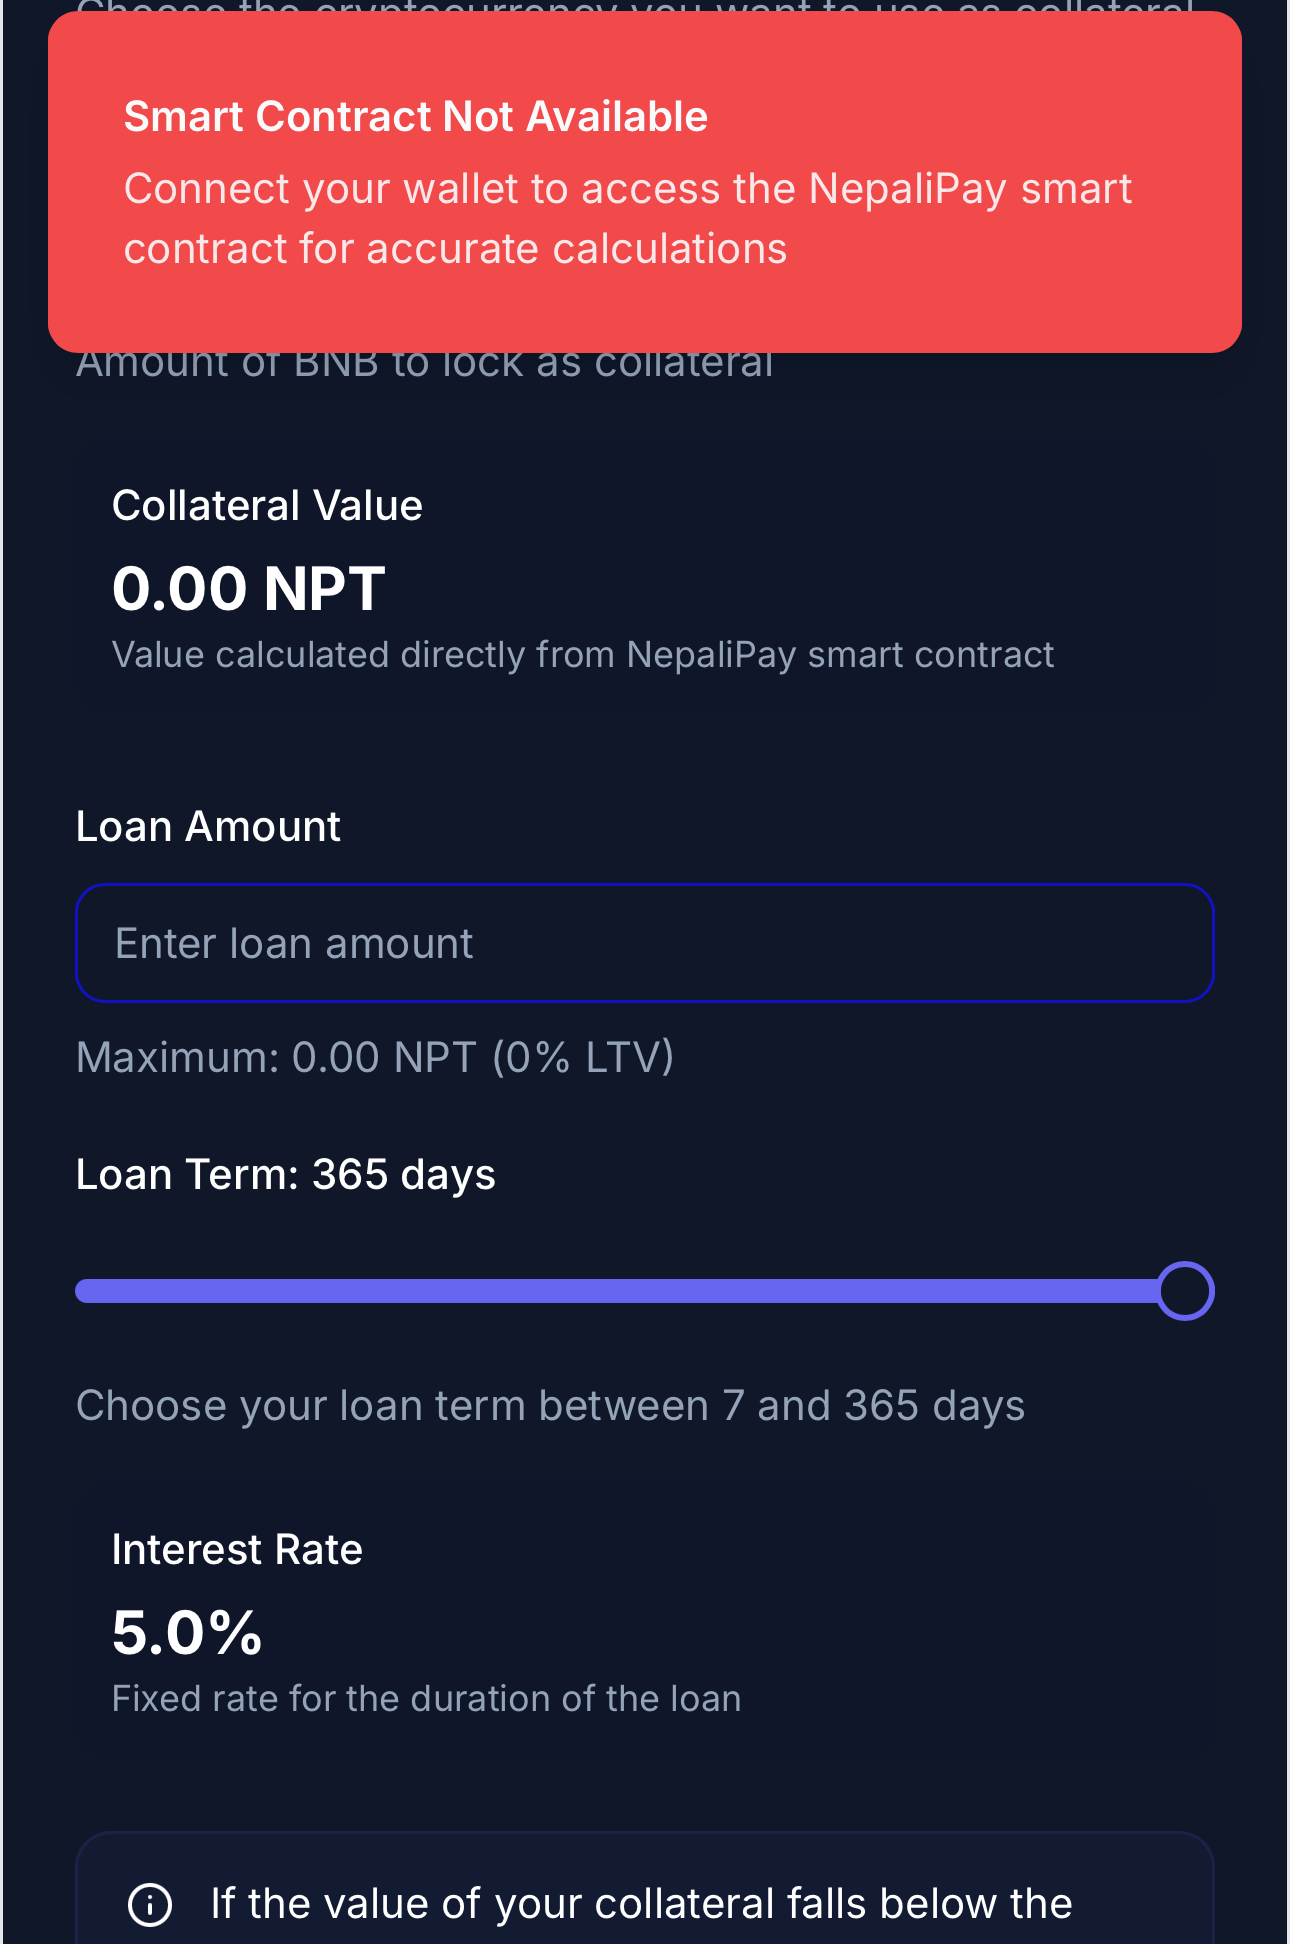 Choose the cryptocurrency you want to use as collateral
Smart Contract Not Available
Connect your wallet to access the NepaliPay smart
contract for accurate calculations
Amount of BNB to lock as collateral
Collateral Value
0.00 NPT
Value calculated directly from NepaliPay smart contract
Loan Amount
Enter loan amount
Maximum: 0.00 NPT (0% LTV)
Loan Term: 365 days
Choose your loan term between 7 and 365 days
Interest Rate
5.0%
Fixed rate for the duration of the loan
If the value of your collateral falls below the